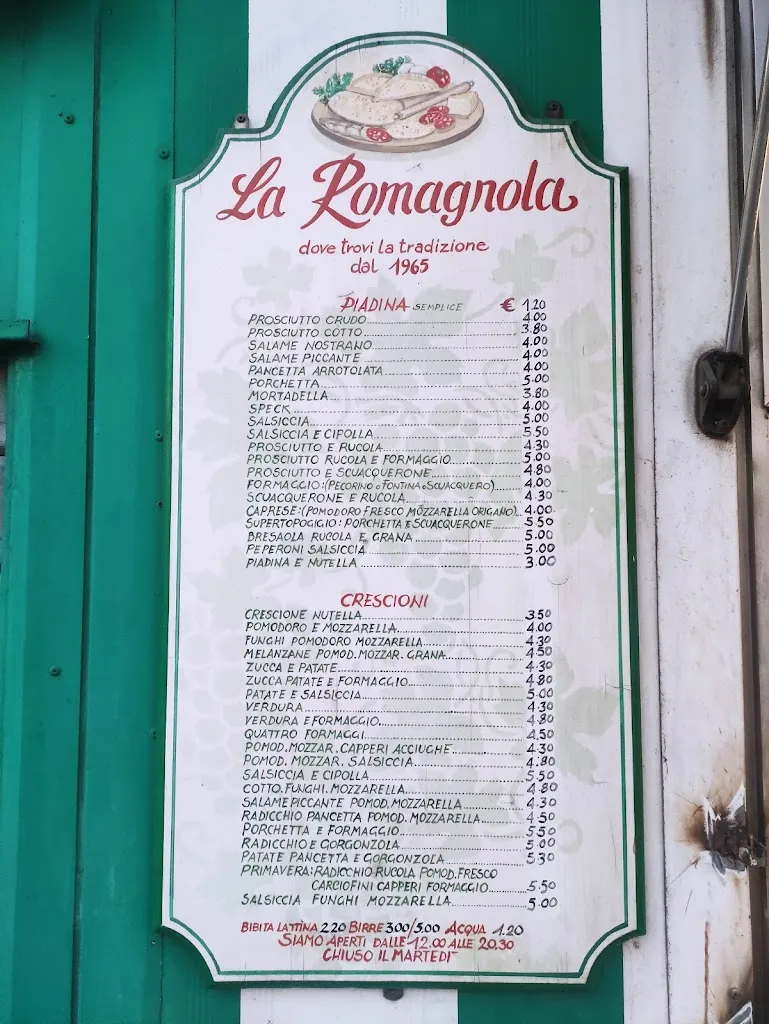 La Romagnola
dove trovi la tradizione
dal 1965
PIADINA SEMPLICE € 1.20
PROSCIUTTO CRUDO 4.00
PROSCIUTTO COTTO 3.80
SALAME NOSTRANO 4.00
SALAME PICCANTE 4.00
PANCETTA ARROTOLATA 4.00
PORCHETTA 5.00
MORTADELLA 3.80
SPECK 4.00
SALSICCIA 5.00
SALSICCIA E CIPOLLA 5.50
PROSCIUTTO E RUCOLA 4.30
PROSCIUTTO RUCOLA E FORMAGGIO 5.00
PROSCIUTTO E SCUACQUERONE 4.80
FORMAGGIO:(PECORINO O FONTINA O SCUACQUERO) 4.00
SCUACQUERONE E RUCOLA 4.30
CAPRESE:(POMODORO FRESCO MOZZARELLA ORIGANO) 4.00
SUPERTOPOGIGIO: PORCHETTA E SCUACQUERONE 5.50
BRESAOLA RUCOLA E GRANA 5.00
PEPERONI SALSICCIA 5.00
PIADINA E NUTELLA 3.00
CRESCIONI
CRESCIONE NUTELLA 3.50
POMODORO E MOZZARELLA 4.00
FUNGHI POMODORO MOZZARELLA 4.30
MELANZANE POMOD. MOZZAR. GRANA 4.50
ZUCCA E PATATE 4.30
ZUCCA PATATE E FORMAGGIO 4.80
PATATE E SALSICCIA 5.00
VERDURA 4.30
VERDURA E FORMAGGIO 4.80
QUATTRO FORMAGGI 4.50
POMOD. MOZZAR. CAPPERI ACCIUGHE 4.30
POMOD. MOZZAR. SALSICCIA 4.80
SALSICCIA E CIPOLLA 5.50
COTTO. FUNGHI. MOZZARELLA 4.80
SALAME PICCANTE POMOD. MOZZARELLA 4.30
RADICCHIO PANCETTA POMOD. MOZZARELLA 4.50
PORCHETTA E FORMAGGIO 5.50
RADICCHIO E GORGONZOLA 5.00
PATATE PANCETTA E GORGONZOLA 5.30
PRIMAVERA: RADICCHIO RUCOLA POMOD. FRESCO
CARCIOFINI CAPPERI FORMAGGIO 5.50
SALSICCIA FUNGHI MOZZARELLA 5.00
BIBITA LATTINA 2.20 BIRRE 3.00/5.00 ACQUA 1.20
SIAMO APERTI DALLE 12.00 ALLE 20.30
CHIUSO IL MARTEDI'